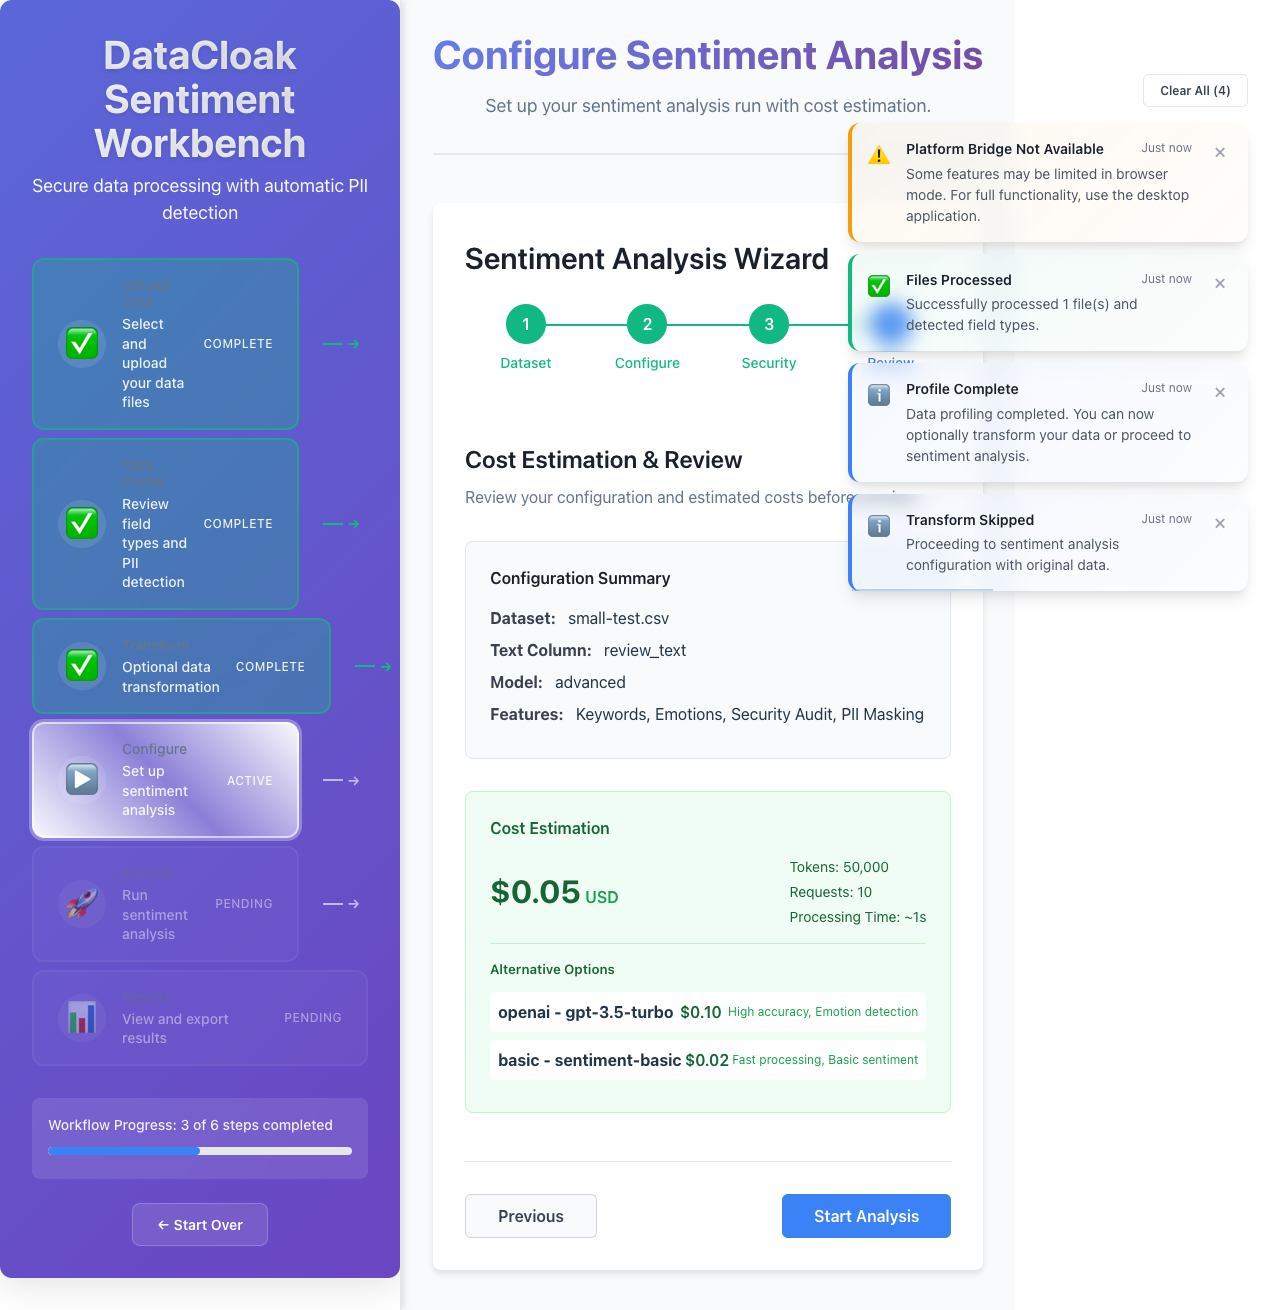 DataCloak
Sentiment
Workbench
Secure data processing with automatic PII
detection
Upload
Data
Select
and
upload
your data
files
COMPLETE
Data
Profile
Review
field
types and
PII
detection
COMPLETE
Transform
Optional data
transformation
COMPLETE
Configure
Set up
sentiment
analysis
ACTIVE
Run
sentiment
analysis
PENDING
Results
View and export
results
PENDING
Workflow Progress: 3 of 6 steps completed
← Start Over
Configure Sentiment Analysis
Set up your sentiment analysis run with cost estimation.
Sentiment Analysis Wizard
1
2
3
Dataset
Configure
Security
Review
Cost Estimation & Review
Review your configuration and estimated costs before
Configuration Summary
Dataset: small-test.csv
Text Column: review_text
Model: advanced
Features: Keywords, Emotions, Security Audit, PII Masking
Cost Estimation
$0.05 USD
Tokens: 50,000
Requests: 10
Processing Time: ~1s
Alternative Options
openai - gpt-3.5-turbo $0.10 High accuracy, Emotion detection
basic - sentiment-basic $0.02 Fast processing, Basic sentiment
Previous
Start Analysis
Clear All (4)
Platform Bridge Not Available
Just now
×
Some features may be limited in browser
mode. For full functionality, use the desktop
application.
Files Processed
Just now
×
Successfully processed 1 file(s) and
detected field types.
Profile Complete
Just now
×
Data profiling completed. You can now
optionally transform your data or proceed to
sentiment analysis.
Transform Skipped
Just now
×
Proceeding to sentiment analysis
configuration with original data.